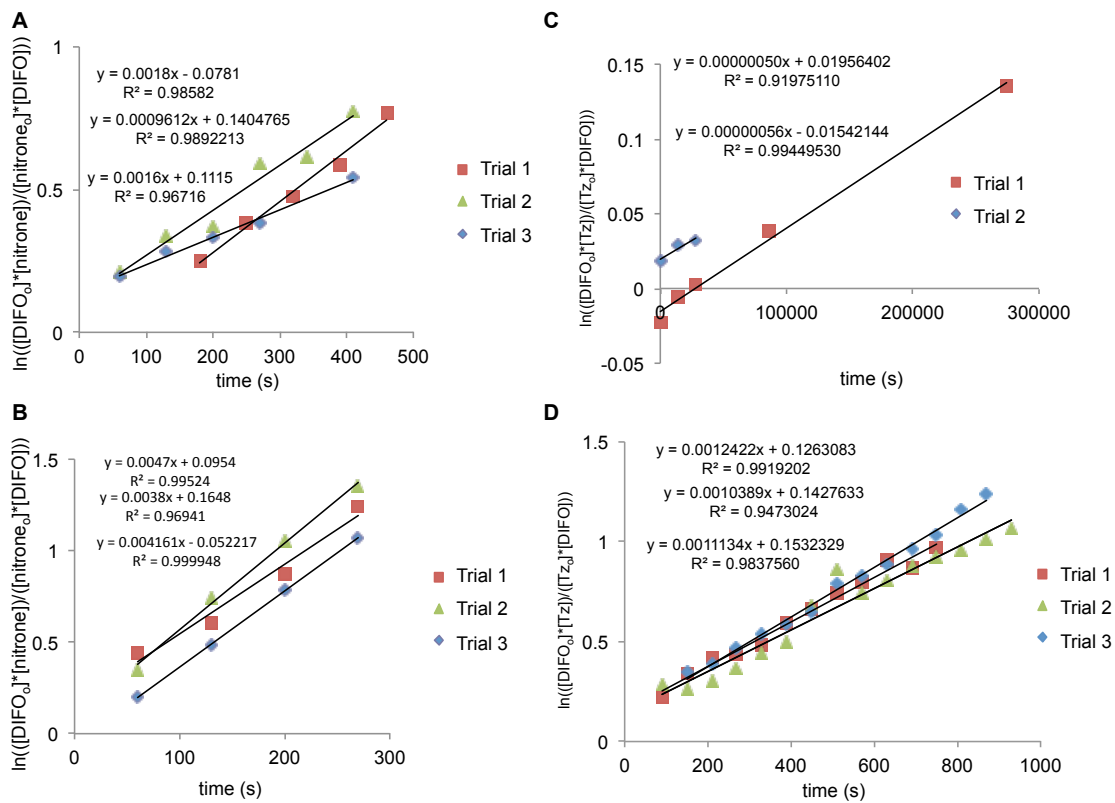 A
ln(([DIFOo]*[nitrone])/([nitroneo]*[DIFO]))
1
0.5
0
y = 0.0018x - 0.0781
R² = 0.98582
y = 0.0009612x + 0.1404765
R² = 0.9892213
y = 0.0016x + 0.1115
R² = 0.96716
Trial 1
Trial 2
Trial 3
0 100 200 300 400 500
time (s)
C
ln(([DIFOo]*[Tz])/([Tzo]*[DIFO]))
0.15
0.1
0.05
0
-0.05
y = 0.00000050x + 0.01956402
R² = 0.91975110
y = 0.00000056x - 0.01542144
R² = 0.99449530
Trial 1
Trial 2
0 100000 200000 300000
time (s)
B
ln(([DIFOo]*[nitrone])/([nitroneo]*[DIFO]))
1.5
1
0.5
0
y = 0.0047x + 0.0954
R² = 0.99524
y = 0.0038x + 0.1648
R² = 0.96941
y = 0.004161x - 0.052217
R² = 0.999948
Trial 1
Trial 2
Trial 3
0 100 200 300
time (s)
D
ln(([DIFOo]*[Tz])/([Tzo]*[DIFO]))
1.5
1
0.5
0
y = 0.0012422x + 0.1263083
R² = 0.9919202
y = 0.0010389x + 0.1427633
R² = 0.9473024
y = 0.0011134x + 0.1532329
R² = 0.9837560
Trial 1
Trial 2
Trial 3
0 200 400 600 800 1000
time (s)